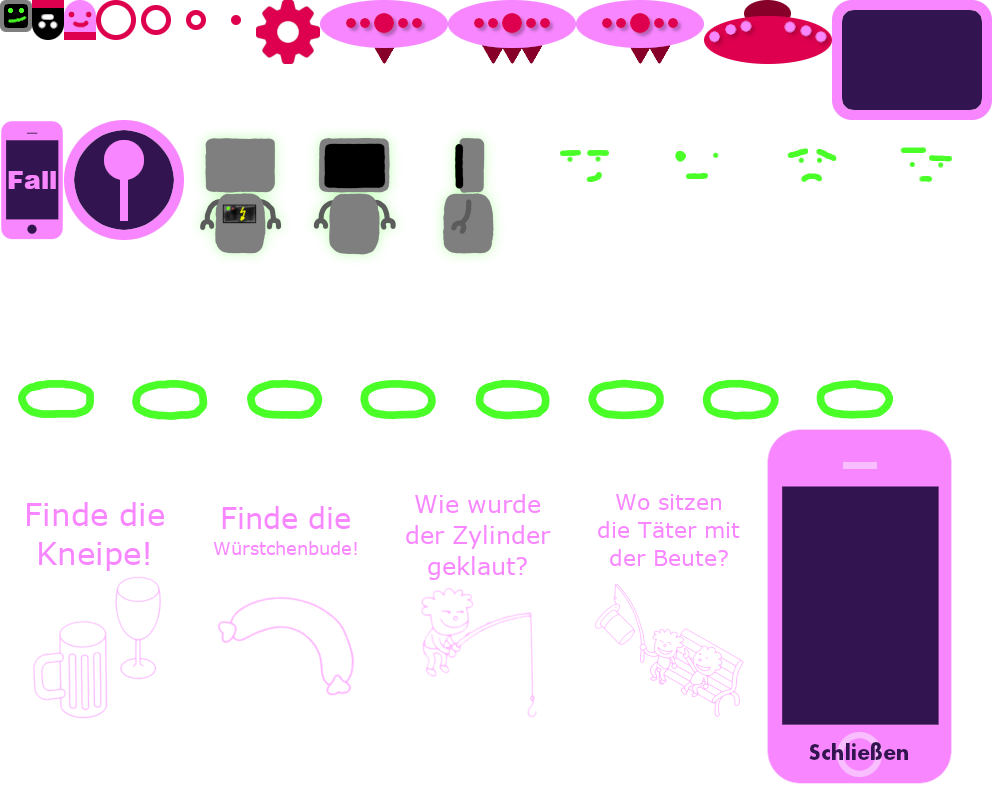 Fall
Finde die
Kneipe!
Finde die
Würstchenbude!
Wie wurde
der Zylinder
geklaut?
Wo sitzen
die Täter mit
der Beute?
Schließen